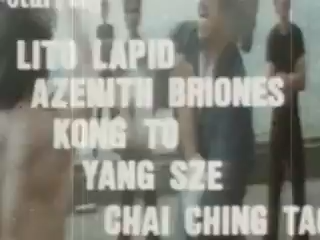 LITO LAPID
AZENITH BRIONES
KONG TO
YANG SZE
CHAI CHING